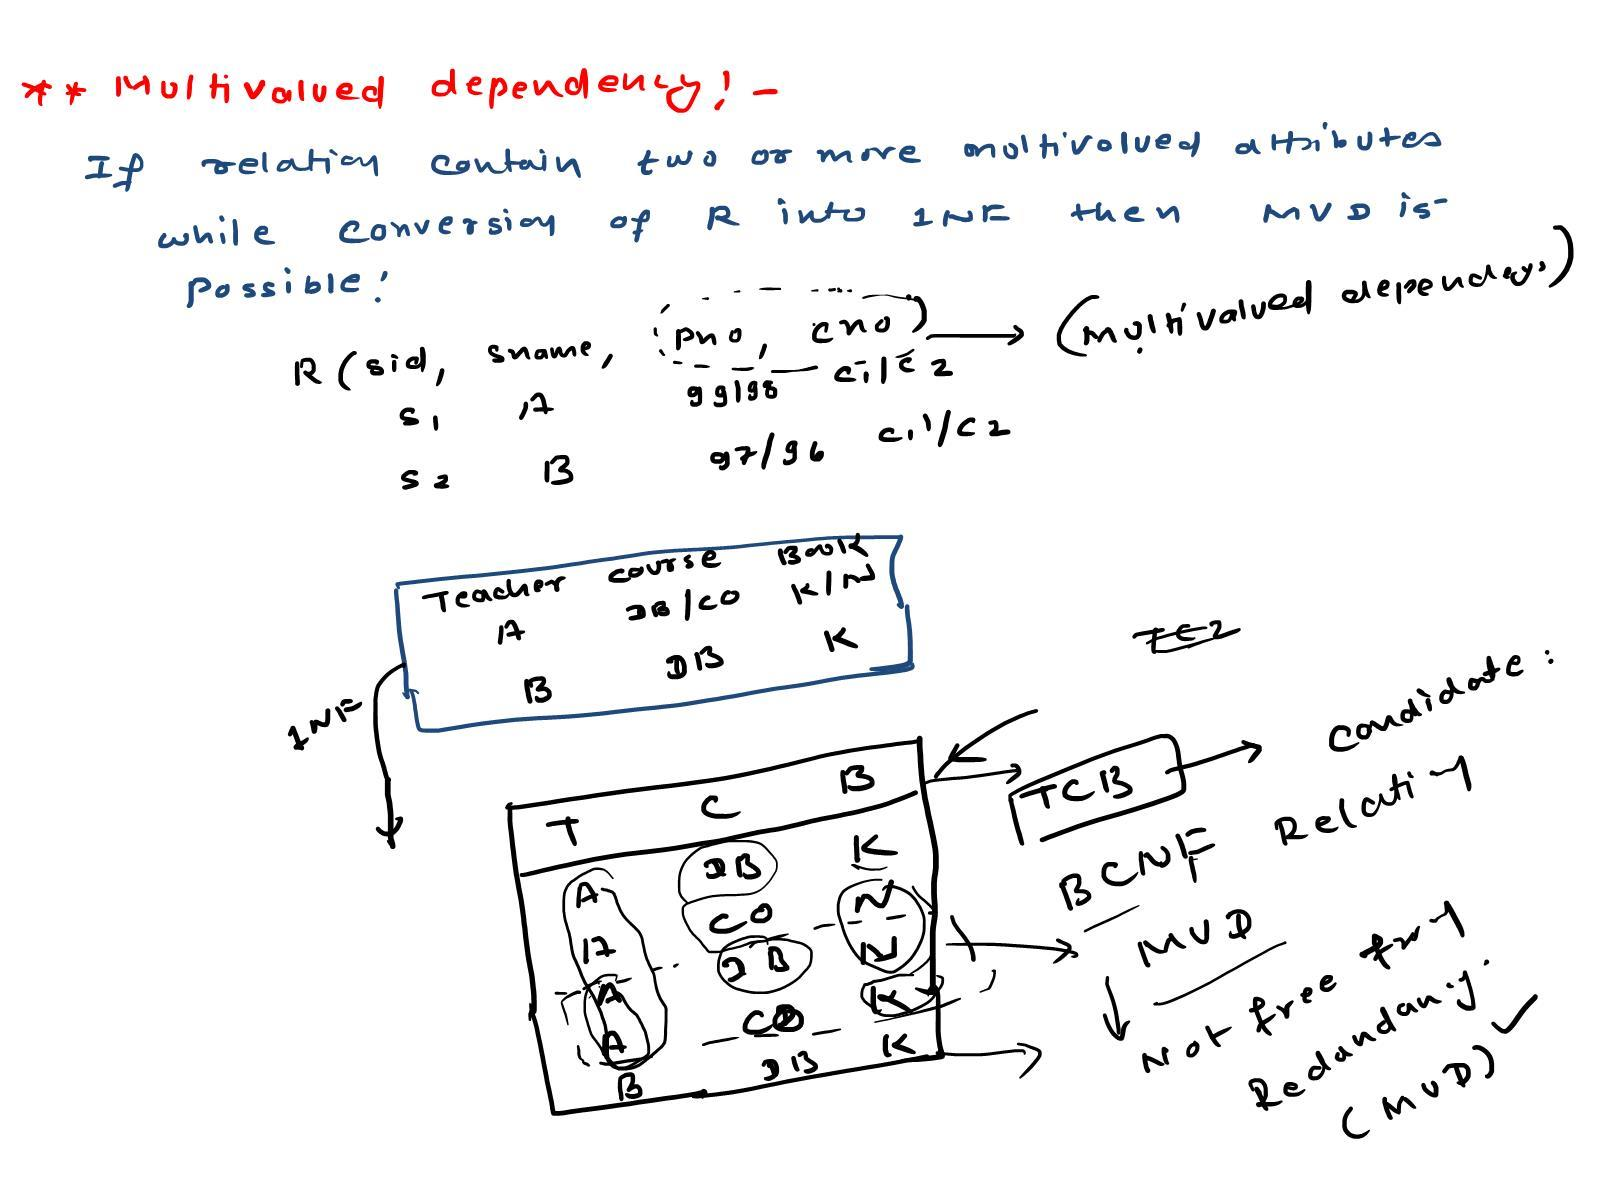 ** Multivalued dependency! -
If relation contain two or more multivalued attributes
while conversion of R into 1NF then MVD is
possible!
R ( sid, sname, pno, cno ) → (multivalued dependency)
S1 A 99/98 C1/C2
S2 B 97/96 C1/C2
Teacher Course Book
A DB/CO K/N
B DB K
1NF
T C B
A DB K
A CO N
A DB N
A CO K
B DB K
TCB → Candidate:
BCNF Relation
MVD
Not free from
Redandancy.
(MVD)